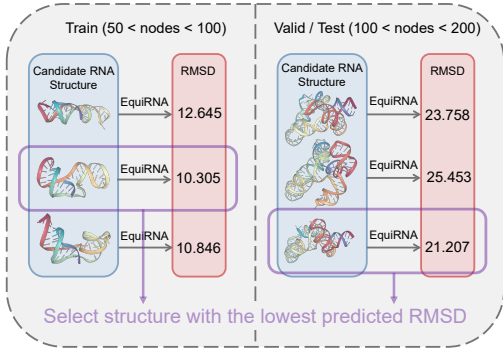 Train (50 < nodes < 100)
Candidate RNA
Structure
RMSD
EquiRNA
12.645
EquiRNA
10.305
EquiRNA
10.846
Valid / Test (100 < nodes < 200)
Candidate RNA
Structure
RMSD
EquiRNA
23.758
EquiRNA
25.453
EquiRNA
21.207
Select structure with the lowest predicted RMSD